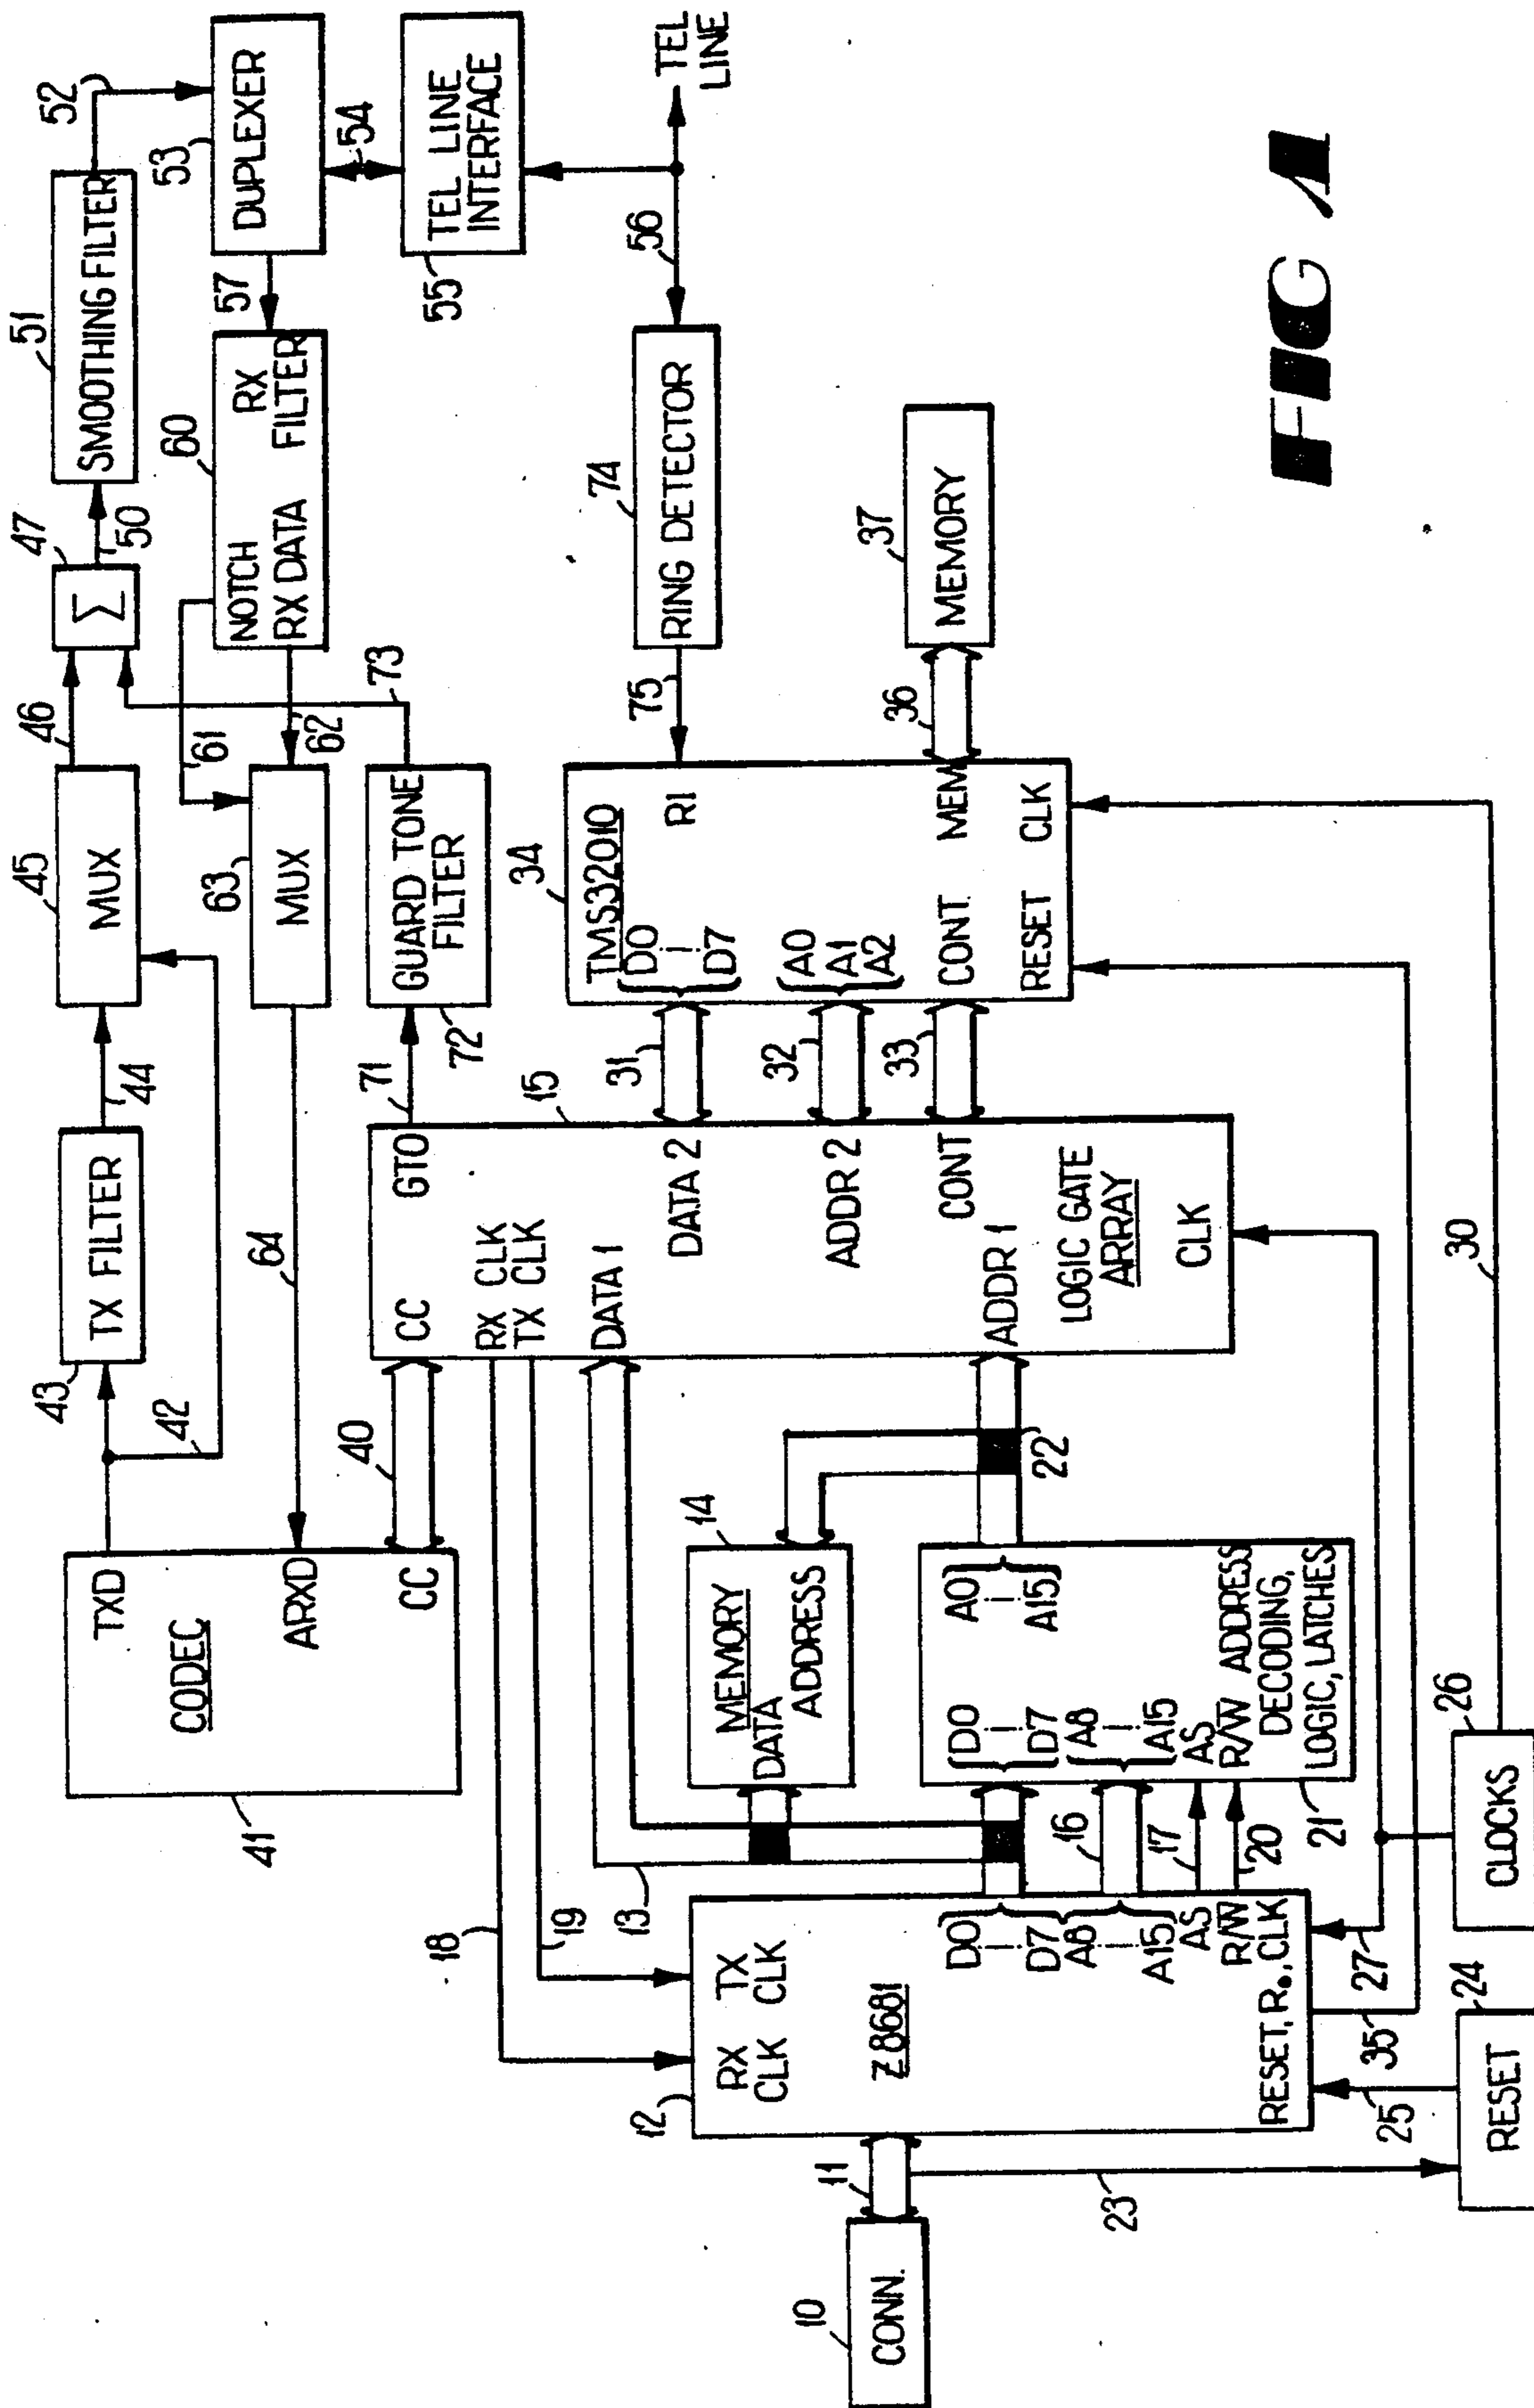 10
CONN.
11
23
12
RX
CLK
TX
CLK
Z8681
D0
D7
A8
A15
AS
R/W
RESET, R., CLK
18
19
13
16
17
20
25
RESET
24
35
27
CLOCKS
26
30
41
CODEC
TXD
ARXD
CC
MEMORY
DATA
ADDRESS
14
D0
D7
A8
A15
AS
R/W
A0
A15
ADDRESS
DECODING,
LOGIC, LATCHES
21
22
40
42
43
TX FILTER
44
64
CC
GTO
RX CLK
TX CLK
DATA 1
DATA 2
ADDR 2
CONT
ADDR 1
LOGIC GATE
ARRAY
CLK
15
71
31
32
33
45
MUX
46
63
MUX
61
62
72
GUARD TONE
FILTER
73
34
TMS32010
D0
D7
A0
A1
A2
RI
CONT.
MEM
RESET
CLK
47
Σ
50
51
SMOOTHING FILTER
52
60
NOTCH
RX DATA
RX
FILTER
57
53
DUPLEXER
54
55
TEL LINE
INTERFACE
56
74
RING DETECTOR
75
36
37
MEMORY
TEL
LINE
FIG A